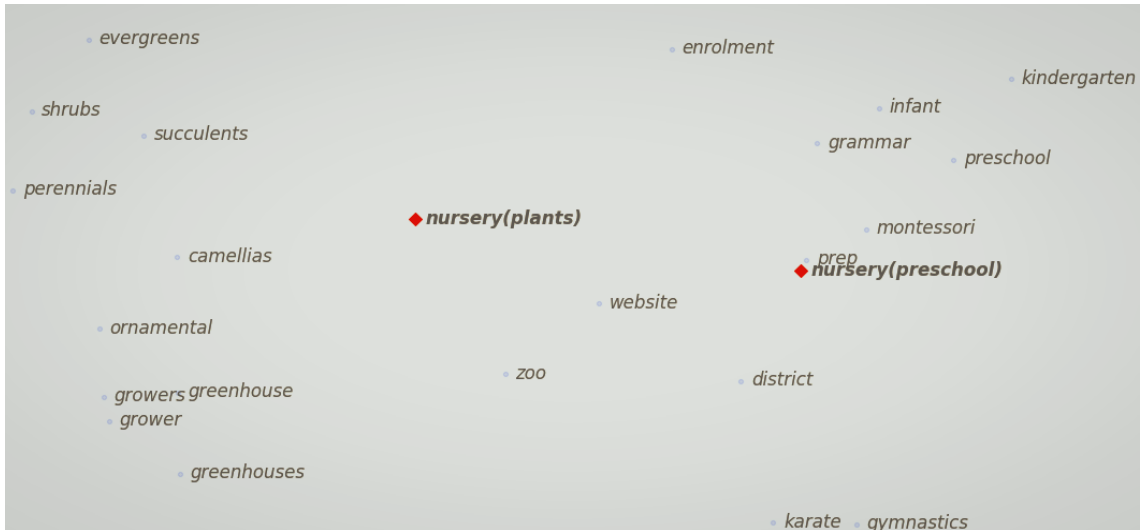 evergreens
enrolment
kindergarten
shrubs
infant
succulents
grammar
preschool
perennials
nursery(plants)
montessori
camellias
prep
nursery(preschool)
website
ornamental
zoo
district
growers
greenhouse
grower
greenhouses
karate
gymnastics